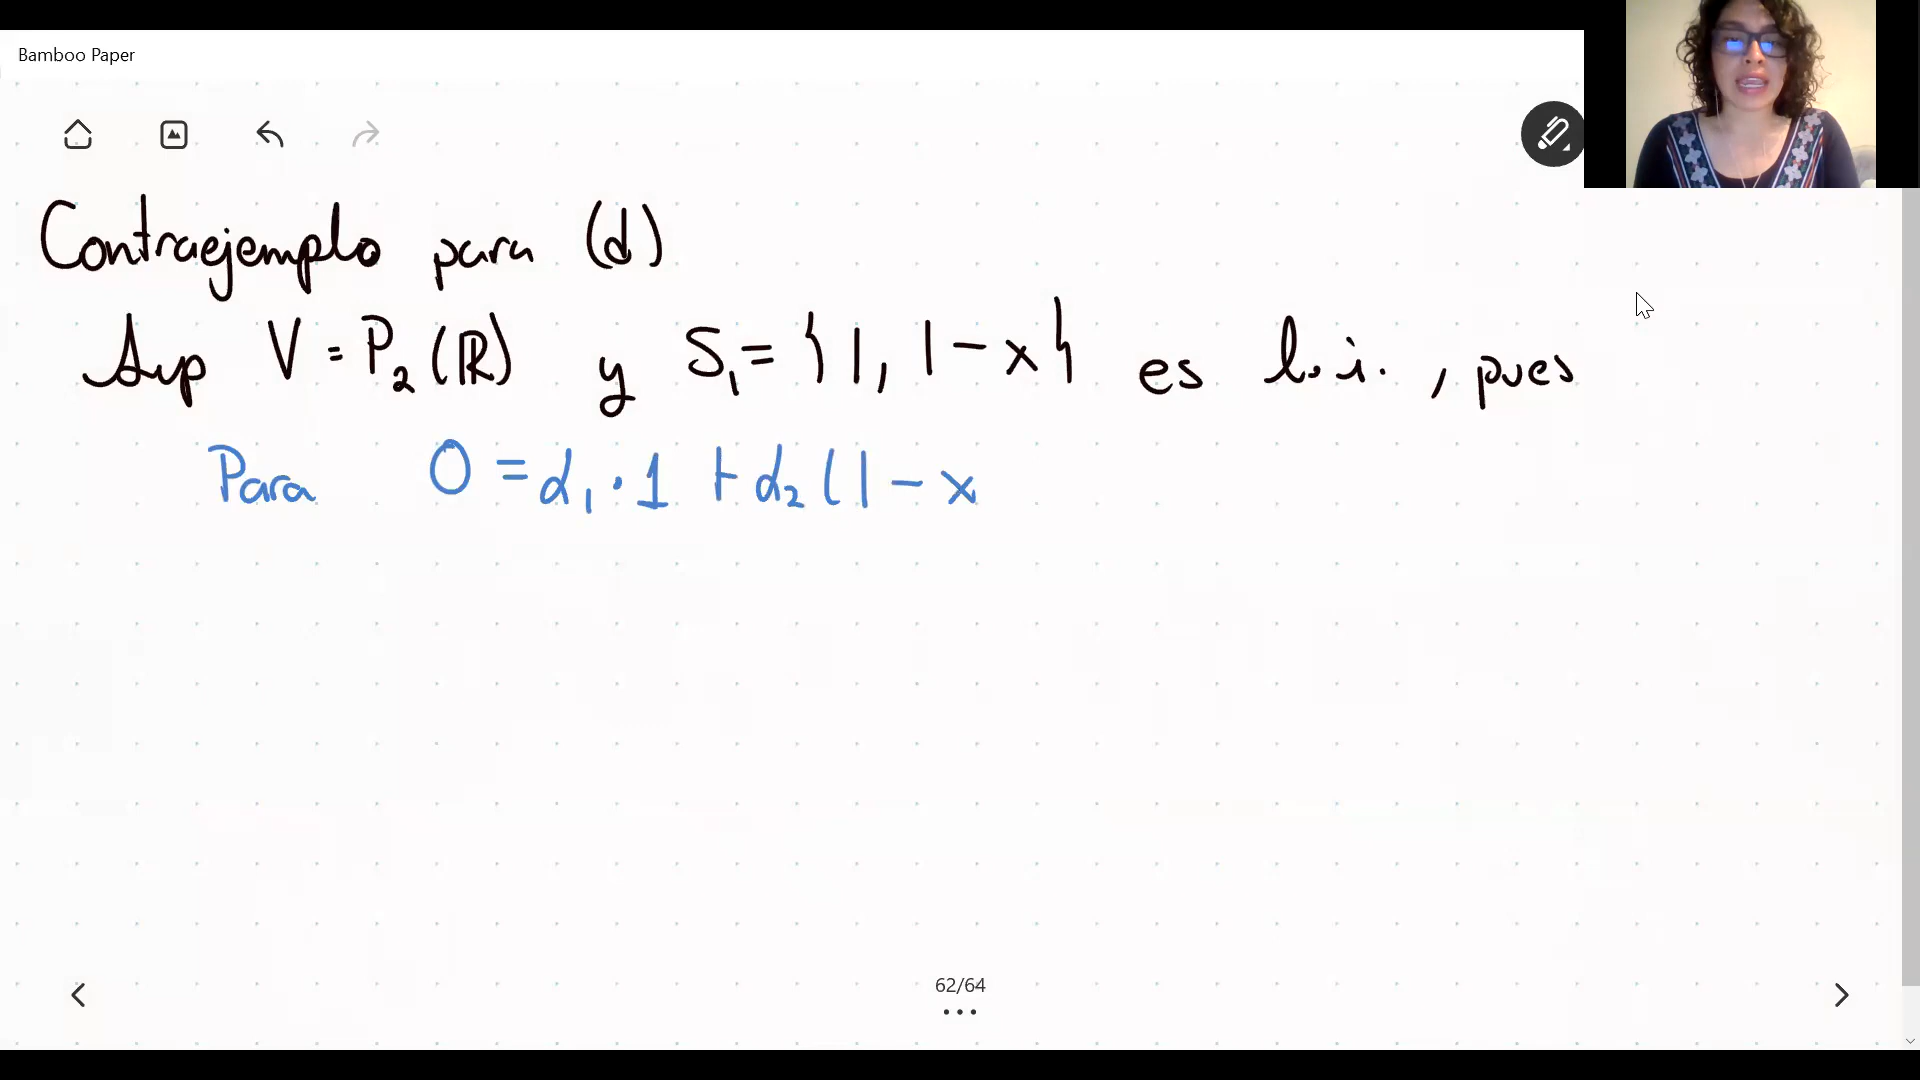 Bamboo Paper
Contraejemplo para (d)
Sup V = P₂(ℝ) y S₁ = {1, 1 - x} es l.i. , pues
Para 0 = α₁ · 1 + α₂ (1 - x
62/64